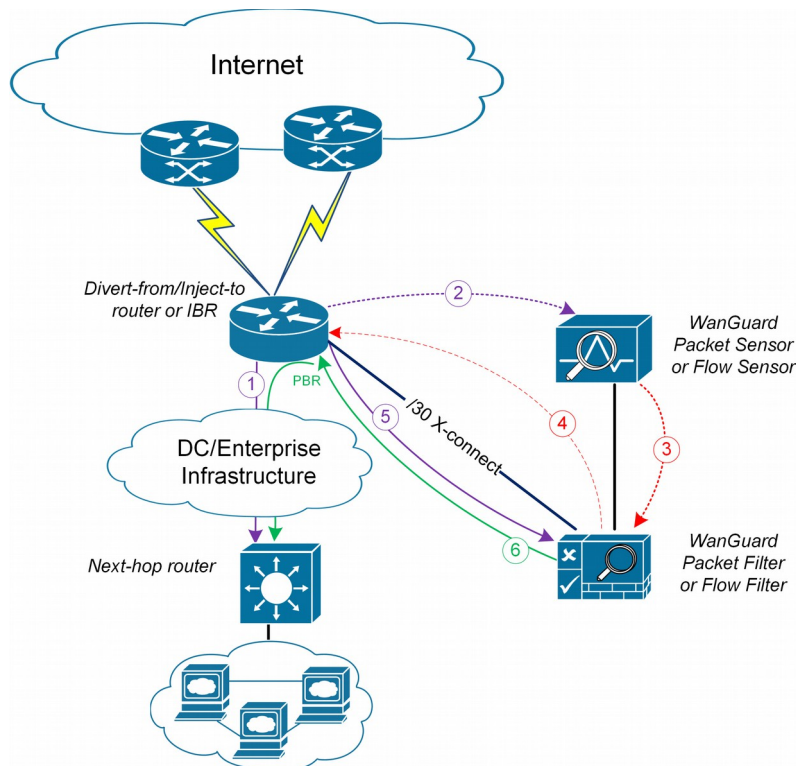 Internet
Divert-from/Inject-to
router or IBR
2
WanGuard
Packet Sensor
or Flow Sensor
1
PBR
5
/30 X-connect
4
3
DC/Enterprise
Infrastructure
6
WanGuard
Packet Filter
or Flow Filter
Next-hop router